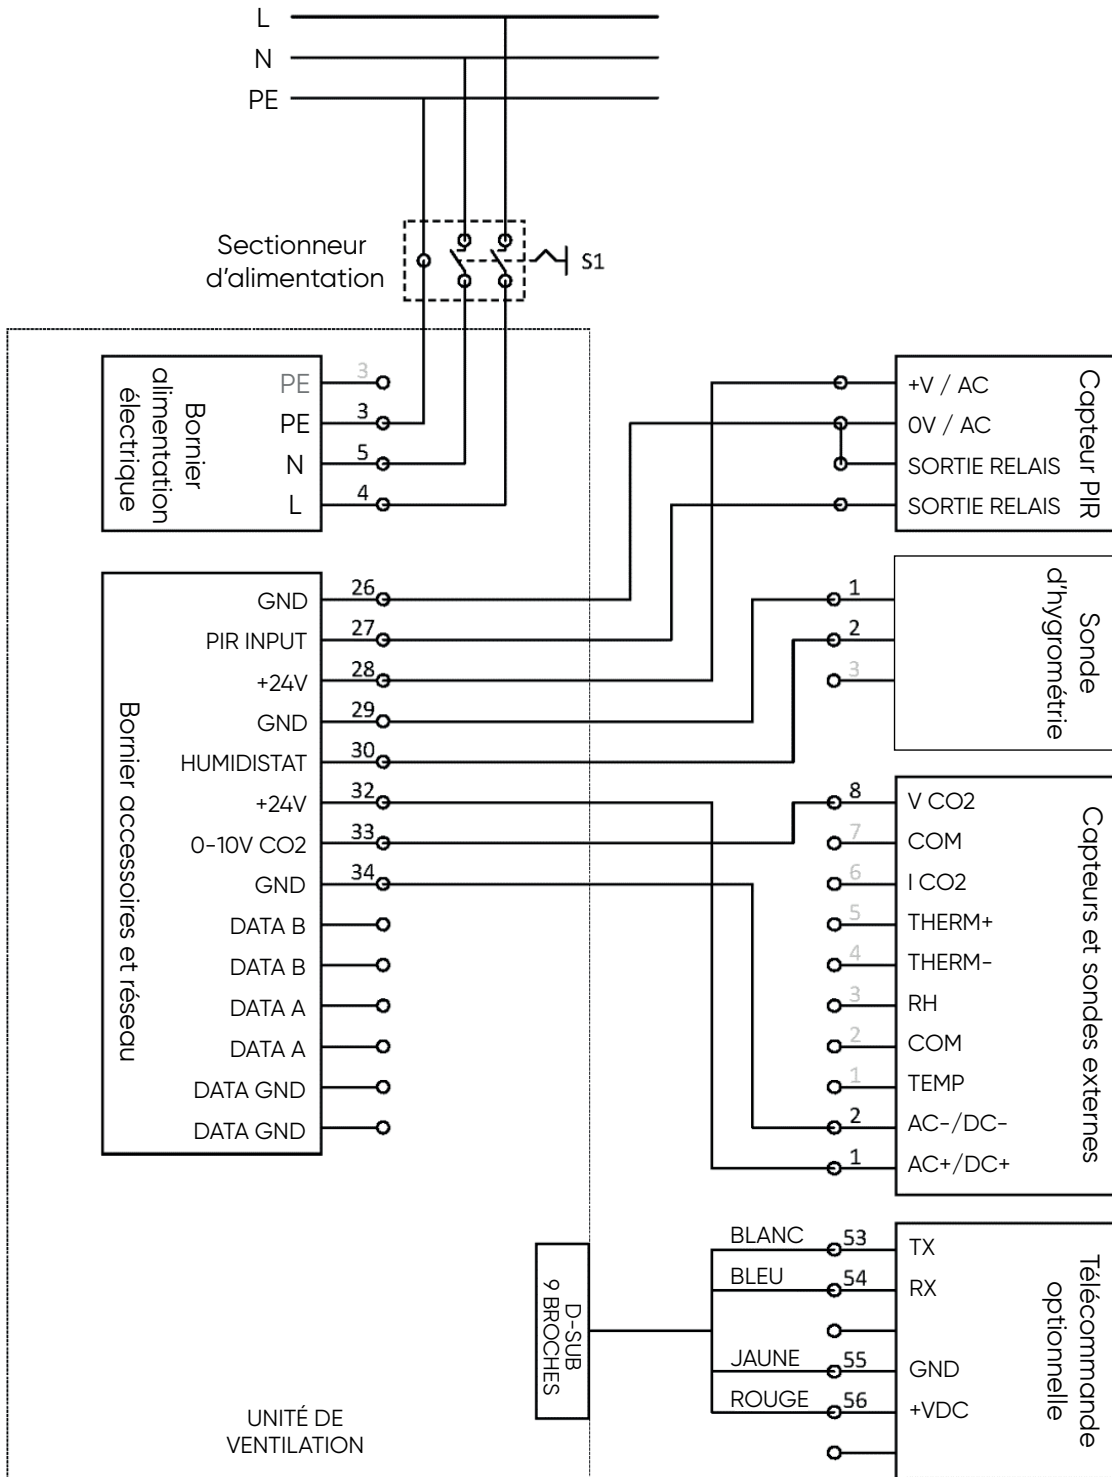 L
N
PE
Sectionneur
d'alimentation
S1
Bornier
alimentation
électrique
PE 3
PE 3
N 5
L 4
Bornier accessoires et réseau
GND 26
PIR INPUT 27
+24V 28
GND 29
HUMIDISTAT 30
+24V 32
0-10V CO2 33
GND 34
DATA B
DATA B
DATA A
DATA A
DATA GND
DATA GND
Capteur PIR
+V / AC
0V / AC
SORTIE RELAIS
SORTIE RELAIS
Sonde
d'hygrométrie
1
2
3
Capteurs et sondes externes
8 V CO2
7 COM
6 I CO2
5 THERM+
4 THERM-
3 RH
2 COM
1 TEMP
2 AC-/DC-
1 AC+/DC+
Télécommande
optionnelle
BLANC 53 TX
BLEU 54 RX
JAUNE 55 GND
ROUGE 56 +VDC
D-SUB
9 BROCHES
UNITÉ DE
VENTILATION